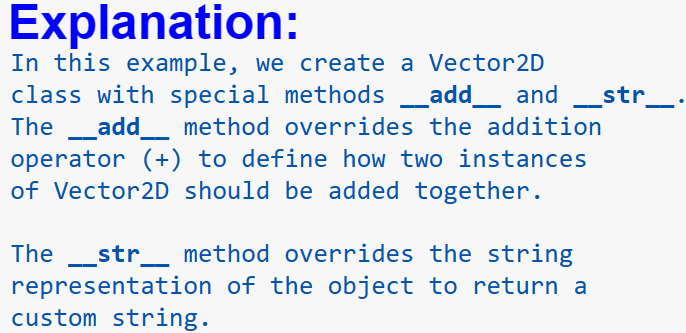 Explanation:
In this example, we create a Vector2D
class with special methods __add__ and __str__.
The __add__ method overrides the addition
operator (+) to define how two instances
of Vector2D should be added together.
The __str__ method overrides the string
representation of the object to return a
custom string.